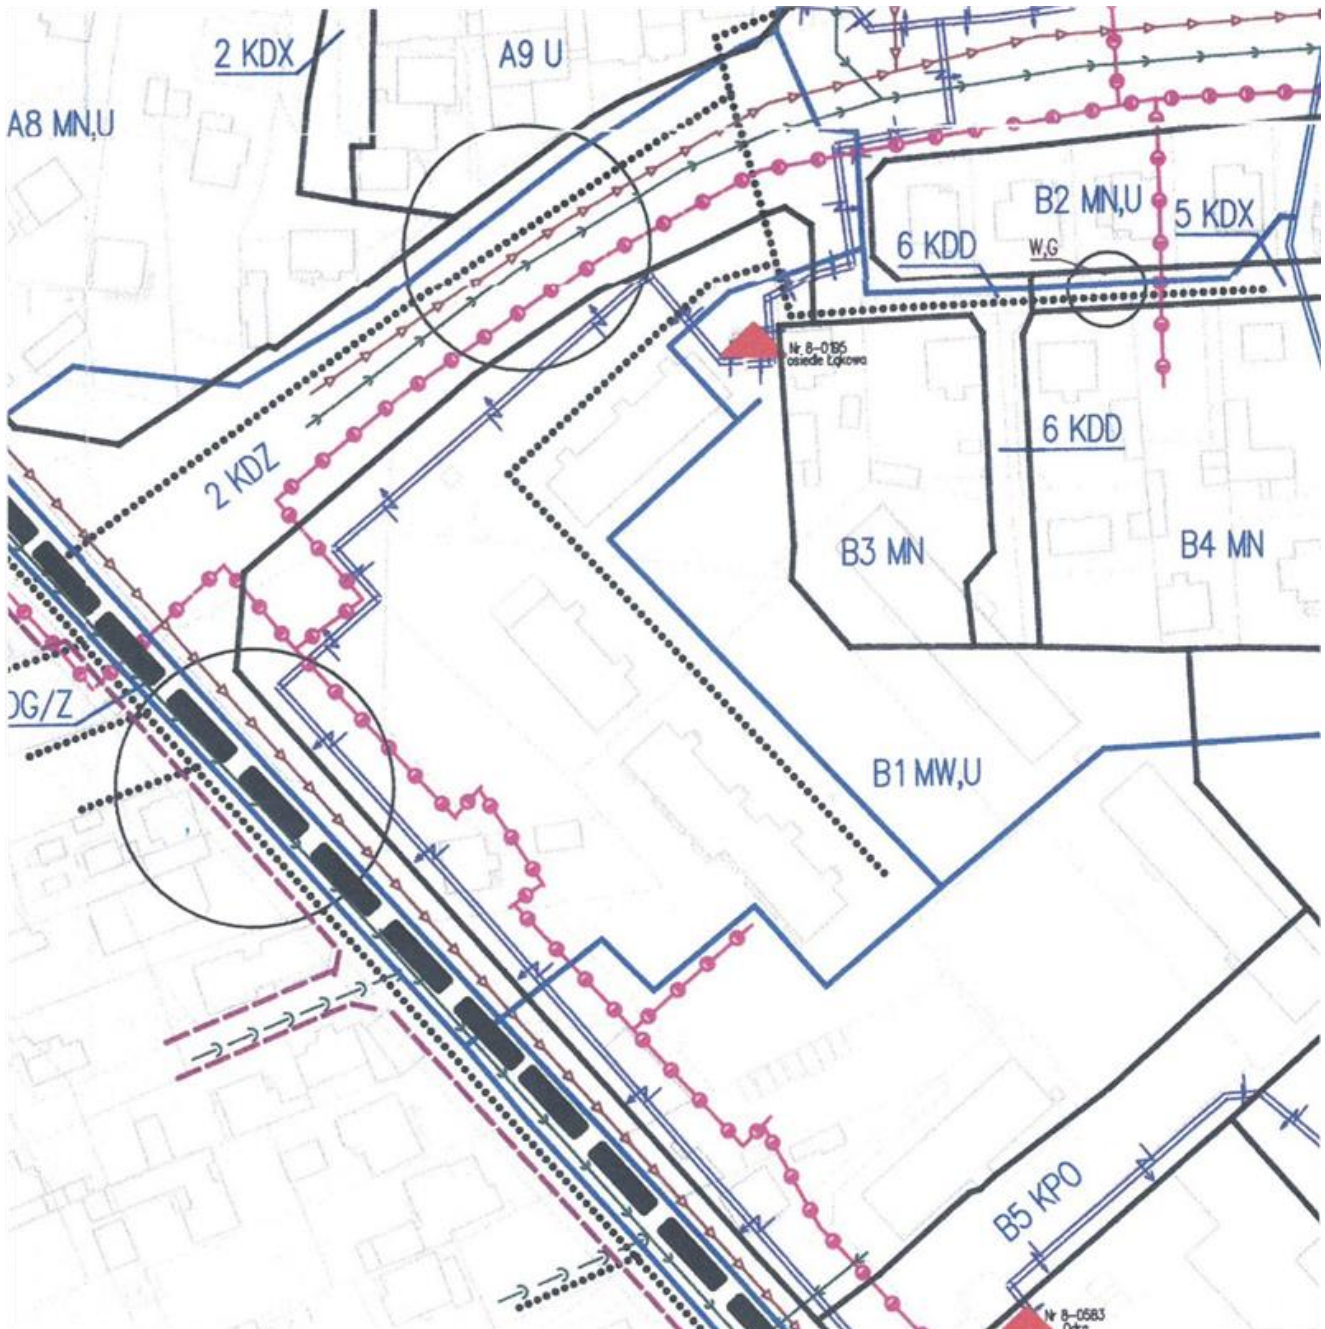 2 KDX
A9 U
A8 MN,U
B2 MN,U
5 KDX
6 KDD
W,G
Nr 8-0195
osiedle Łąkowa
6 KDD
2 KDZ
B3 MN
B4 MN
DG/Z
B1 MW,U
B5 KPO
Nr 8-0583
Odra